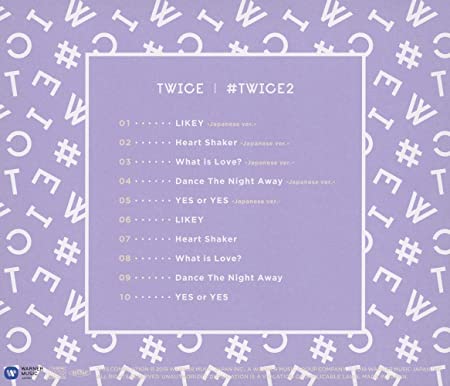 TWICE | #TWICE2
01 · · · · · · LIKEY -Japanese ver.-
02 · · · · · · Heart Shaker -Japanese ver.-
03 · · · · · · What is Love? -Japanese ver.-
04 · · · · · · Dance The Night Away -Japanese ver.-
05 · · · · · · YES or YES -Japanese ver.-
06 · · · · · · LIKEY
07 · · · · · · Heart Shaker
08 · · · · · · What is Love?
09 · · · · · · Dance The Night Away
10 · · · · · · YES or YES
WARNER MUSIC